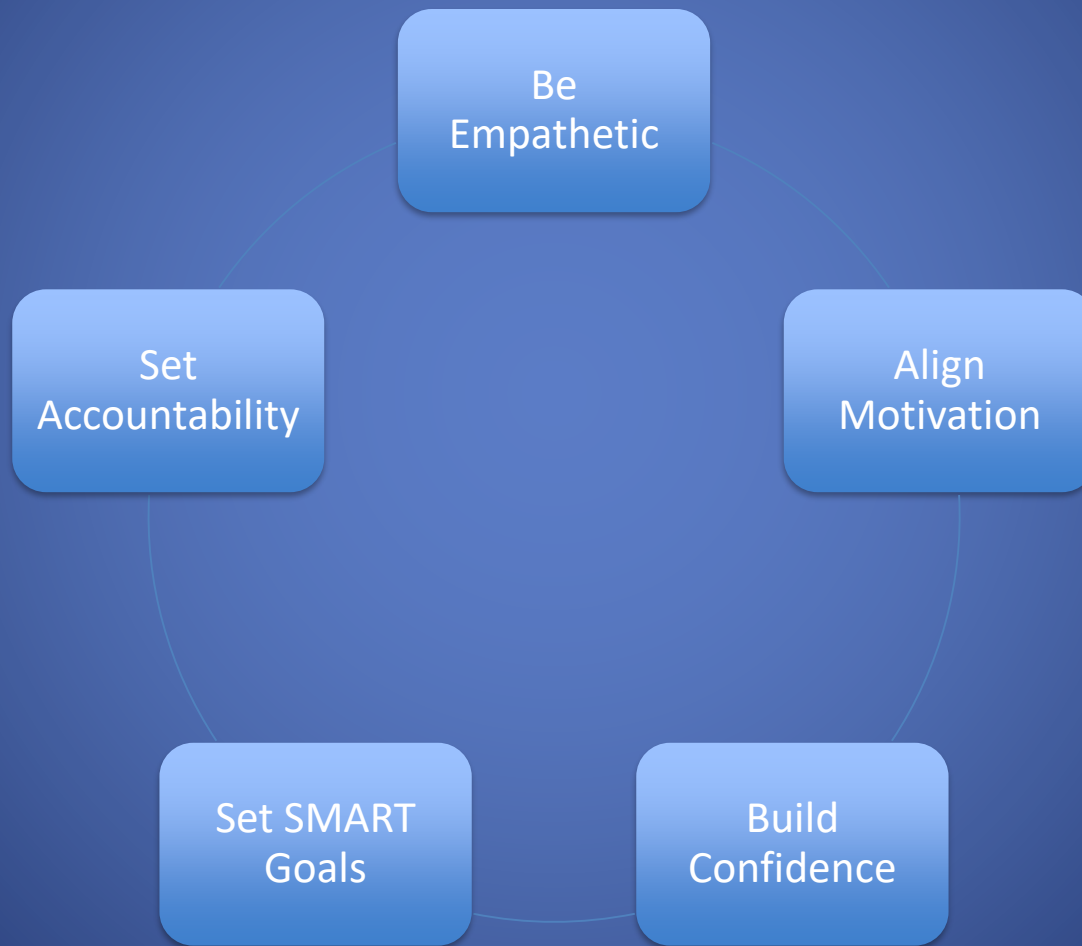 Be
Empathetic
Align
Motivation
Build
Confidence
Set SMART
Goals
Set
Accountability